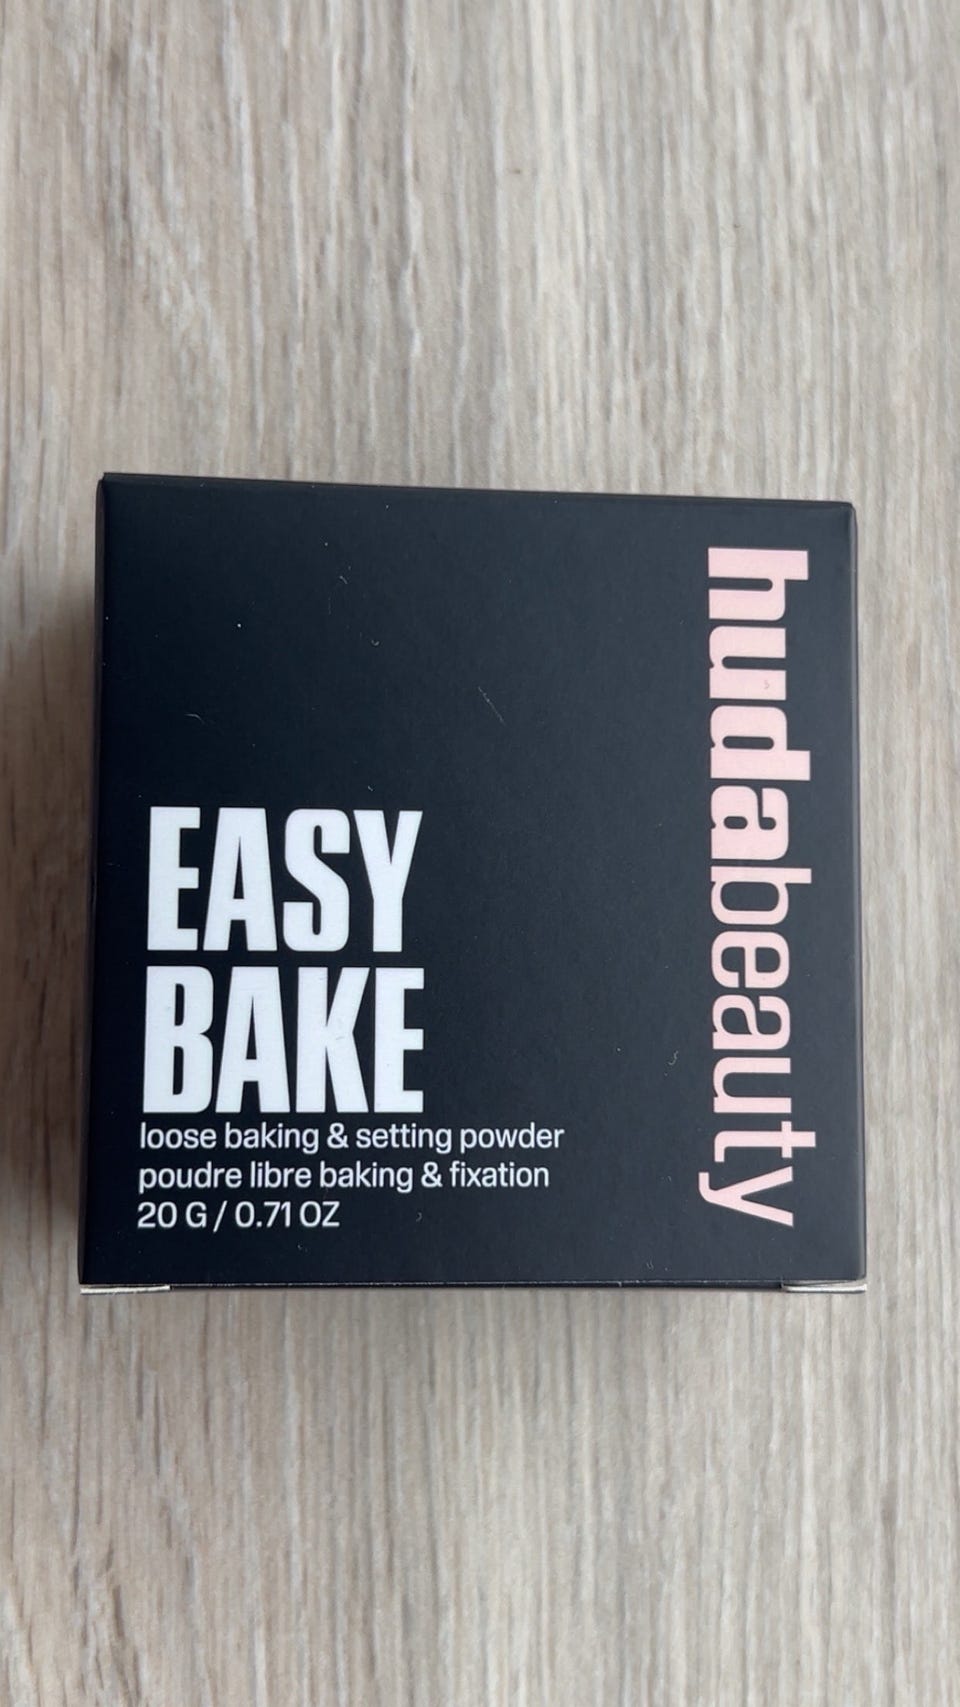 hudabeauty
EASY
BAKE
loose baking & setting powder
poudre libre baking & fixation
20 G / 0.71 OZ